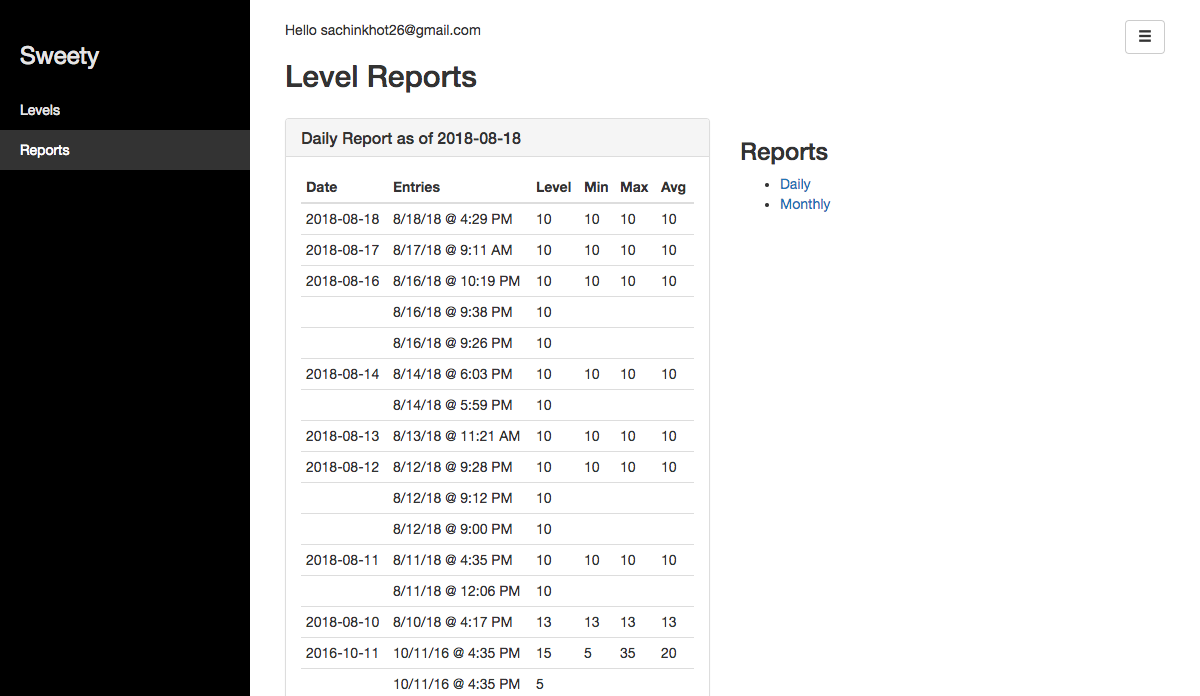 Sweety
Levels
Reports
Hello sachinkhot26@gmail.com
Level Reports
Daily Report as of 2018-08-18
Date Entries Level Min Max Avg
2018-08-18 8/18/18 @ 4:29 PM 10 10 10 10
2018-08-17 8/17/18 @ 9:11 AM 10 10 10 10
2018-08-16 8/16/18 @ 10:19 PM 10 10 10 10
8/16/18 @ 9:38 PM 10
8/16/18 @ 9:26 PM 10
2018-08-14 8/14/18 @ 6:03 PM 10 10 10 10
8/14/18 @ 5:59 PM 10
2018-08-13 8/13/18 @ 11:21 AM 10 10 10 10
2018-08-12 8/12/18 @ 9:28 PM 10 10 10 10
8/12/18 @ 9:12 PM 10
8/12/18 @ 9:00 PM 10
2018-08-11 8/11/18 @ 4:35 PM 10 10 10 10
8/11/18 @ 12:06 PM 10
2018-08-10 8/10/18 @ 4:17 PM 13 13 13 13
2016-10-11 10/11/16 @ 4:35 PM 15 5 35 20
10/11/16 @ 4:35 PM 5
Reports
Daily
Monthly